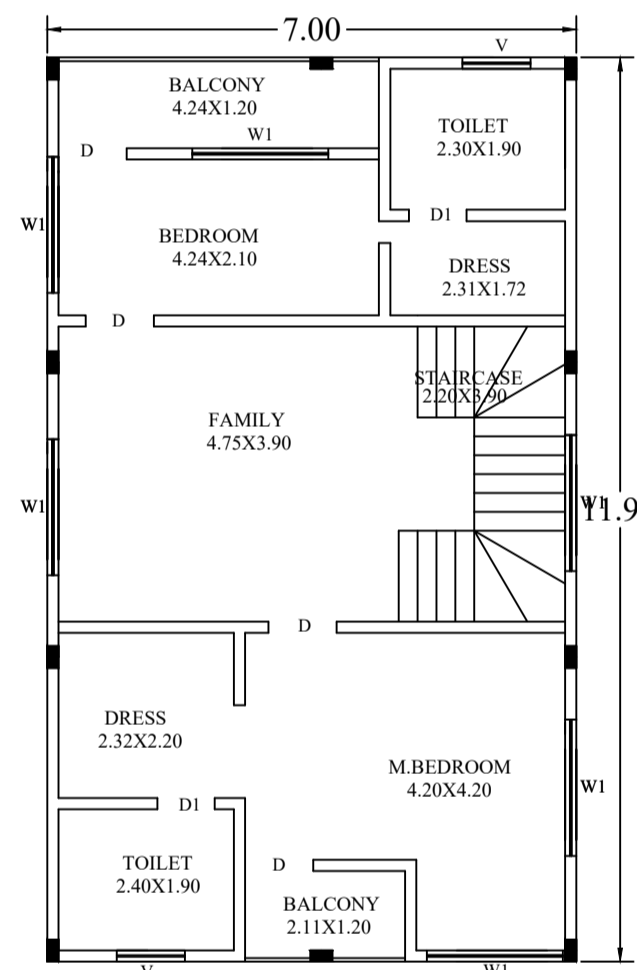 7.00
V
BALCONY
4.24X1.20
TOILET
2.30X1.90
W1
D
D1
W1
BEDROOM
4.24X2.10
DRESS
2.31X1.72
D
STAIRCASE
2.20X3.90
FAMILY
4.75X3.90
W1
W1
11.9
D
DRESS
2.32X2.20
M.BEDROOM
4.20X4.20
W1
D1
TOILET
2.40X1.90
D
BALCONY
2.11X1.20
V
W1